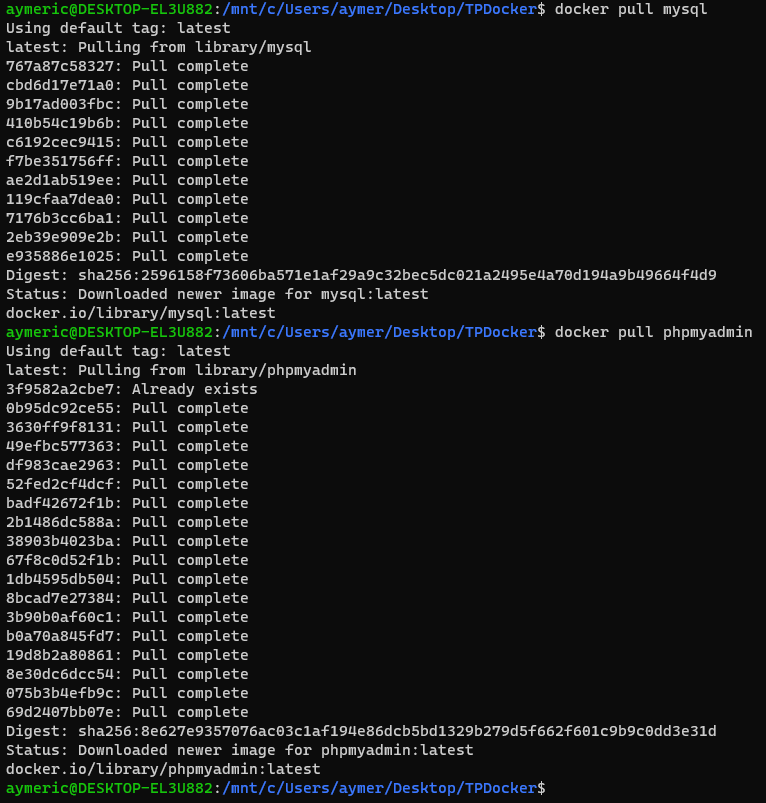 aymeric@DESKTOP-EL3U882:/mnt/c/Users/aymer/Desktop/TPDocker$ docker pull mysql
Using default tag: latest
latest: Pulling from library/mysql
767a87c58327: Pull complete
cbd6d17e71a0: Pull complete
9b17ad003fbc: Pull complete
410b54c19b6b: Pull complete
c6192cec9415: Pull complete
f7be351756ff: Pull complete
ae2d1ab519ee: Pull complete
119cfaa7dea0: Pull complete
7176b3cc6ba1: Pull complete
2eb39e909e2b: Pull complete
e935886e1025: Pull complete
Digest: sha256:2596158f73606ba571e1af29a9c32bec5dc021a2495e4a70d194a9b49664f4d9
Status: Downloaded newer image for mysql:latest
docker.io/library/mysql:latest
aymeric@DESKTOP-EL3U882:/mnt/c/Users/aymer/Desktop/TPDocker$ docker pull phpmyadmin
Using default tag: latest
latest: Pulling from library/phpmyadmin
3f9582a2cbe7: Already exists
0b95dc92ce55: Pull complete
3630ff9f8131: Pull complete
49efbc577363: Pull complete
df983cae2963: Pull complete
52fed2cf4dcf: Pull complete
badf42672f1b: Pull complete
2b1486dc588a: Pull complete
38903b4023ba: Pull complete
67f8c0d52f1b: Pull complete
1db4595db504: Pull complete
8bcad7e27384: Pull complete
3b90b0af60c1: Pull complete
b0a70a845fd7: Pull complete
19d8b2a80861: Pull complete
8e30dc6dcc54: Pull complete
075b3b4efb9c: Pull complete
69d2407bb07e: Pull complete
Digest: sha256:8e627e9357076ac03c1af194e86dcb5bd1329b279d5f662f601c9b9c0dd3e31d
Status: Downloaded newer image for phpmyadmin:latest
docker.io/library/phpmyadmin:latest
aymeric@DESKTOP-EL3U882:/mnt/c/Users/aymer/Desktop/TPDocker$